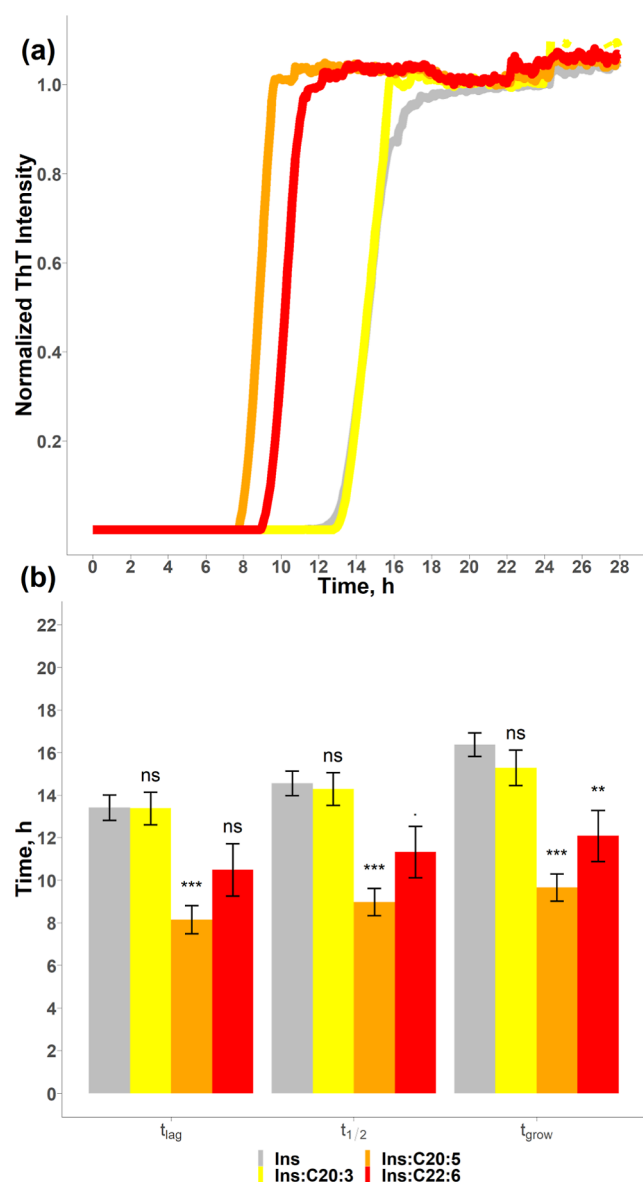 (a)
Normalized ThT Intensity
1.0
0.8
0.6
0.4
0.2
0 2 4 6 8 10 12 14 16 18 20 22 24 26 28
Time, h
(b)
Time, h
22
20
18
16
14
12
10
8
6
4
2
0
ns
***
ns
ns
***
.
ns
***
**
t_lag t_1/2 t_grow
Ins Ins:C20:5
Ins:C20:3 Ins:C22:6